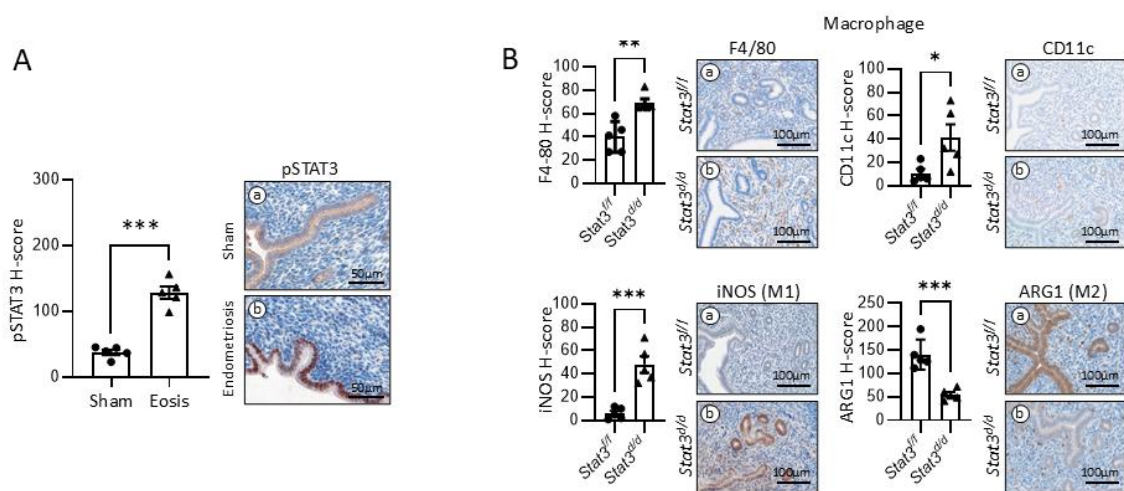 A
pSTAT3 H-score
300
200
100
0
***
Sham
Eosis
pSTAT3
a
Sham
50µm
b
Endometriosis
50µm
B
Macrophage
F4-80 H-score
100
80
60
40
20
0
**
Stat3f/f
Stat3d/d
F4/80
a
Stat3f/f
100µm
b
Stat3d/d
100µm
CD11c H-score
100
80
60
40
20
0
*
Stat3f/f
Stat3d/d
CD11c
a
Stat3f/f
100µm
b
Stat3d/d
100µm
iNOS H-score
100
80
60
40
20
0
***
Stat3f/f
Stat3d/d
iNOS (M1)
a
Stat3f/f
100µm
b
Stat3d/d
100µm
ARG1 H-score
250
200
150
100
50
0
***
Stat3f/f
Stat3d/d
ARG1 (M2)
a
Stat3f/f
100µm
b
Stat3d/d
100µm